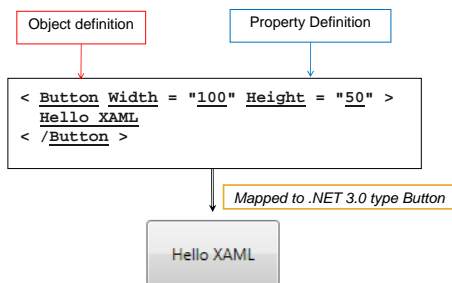 Object definition
Property Definition
< Button Width = "100" Height = "50" >
Hello XAML
< /Button >
Mapped to .NET 3.0 type Button
Hello XAML